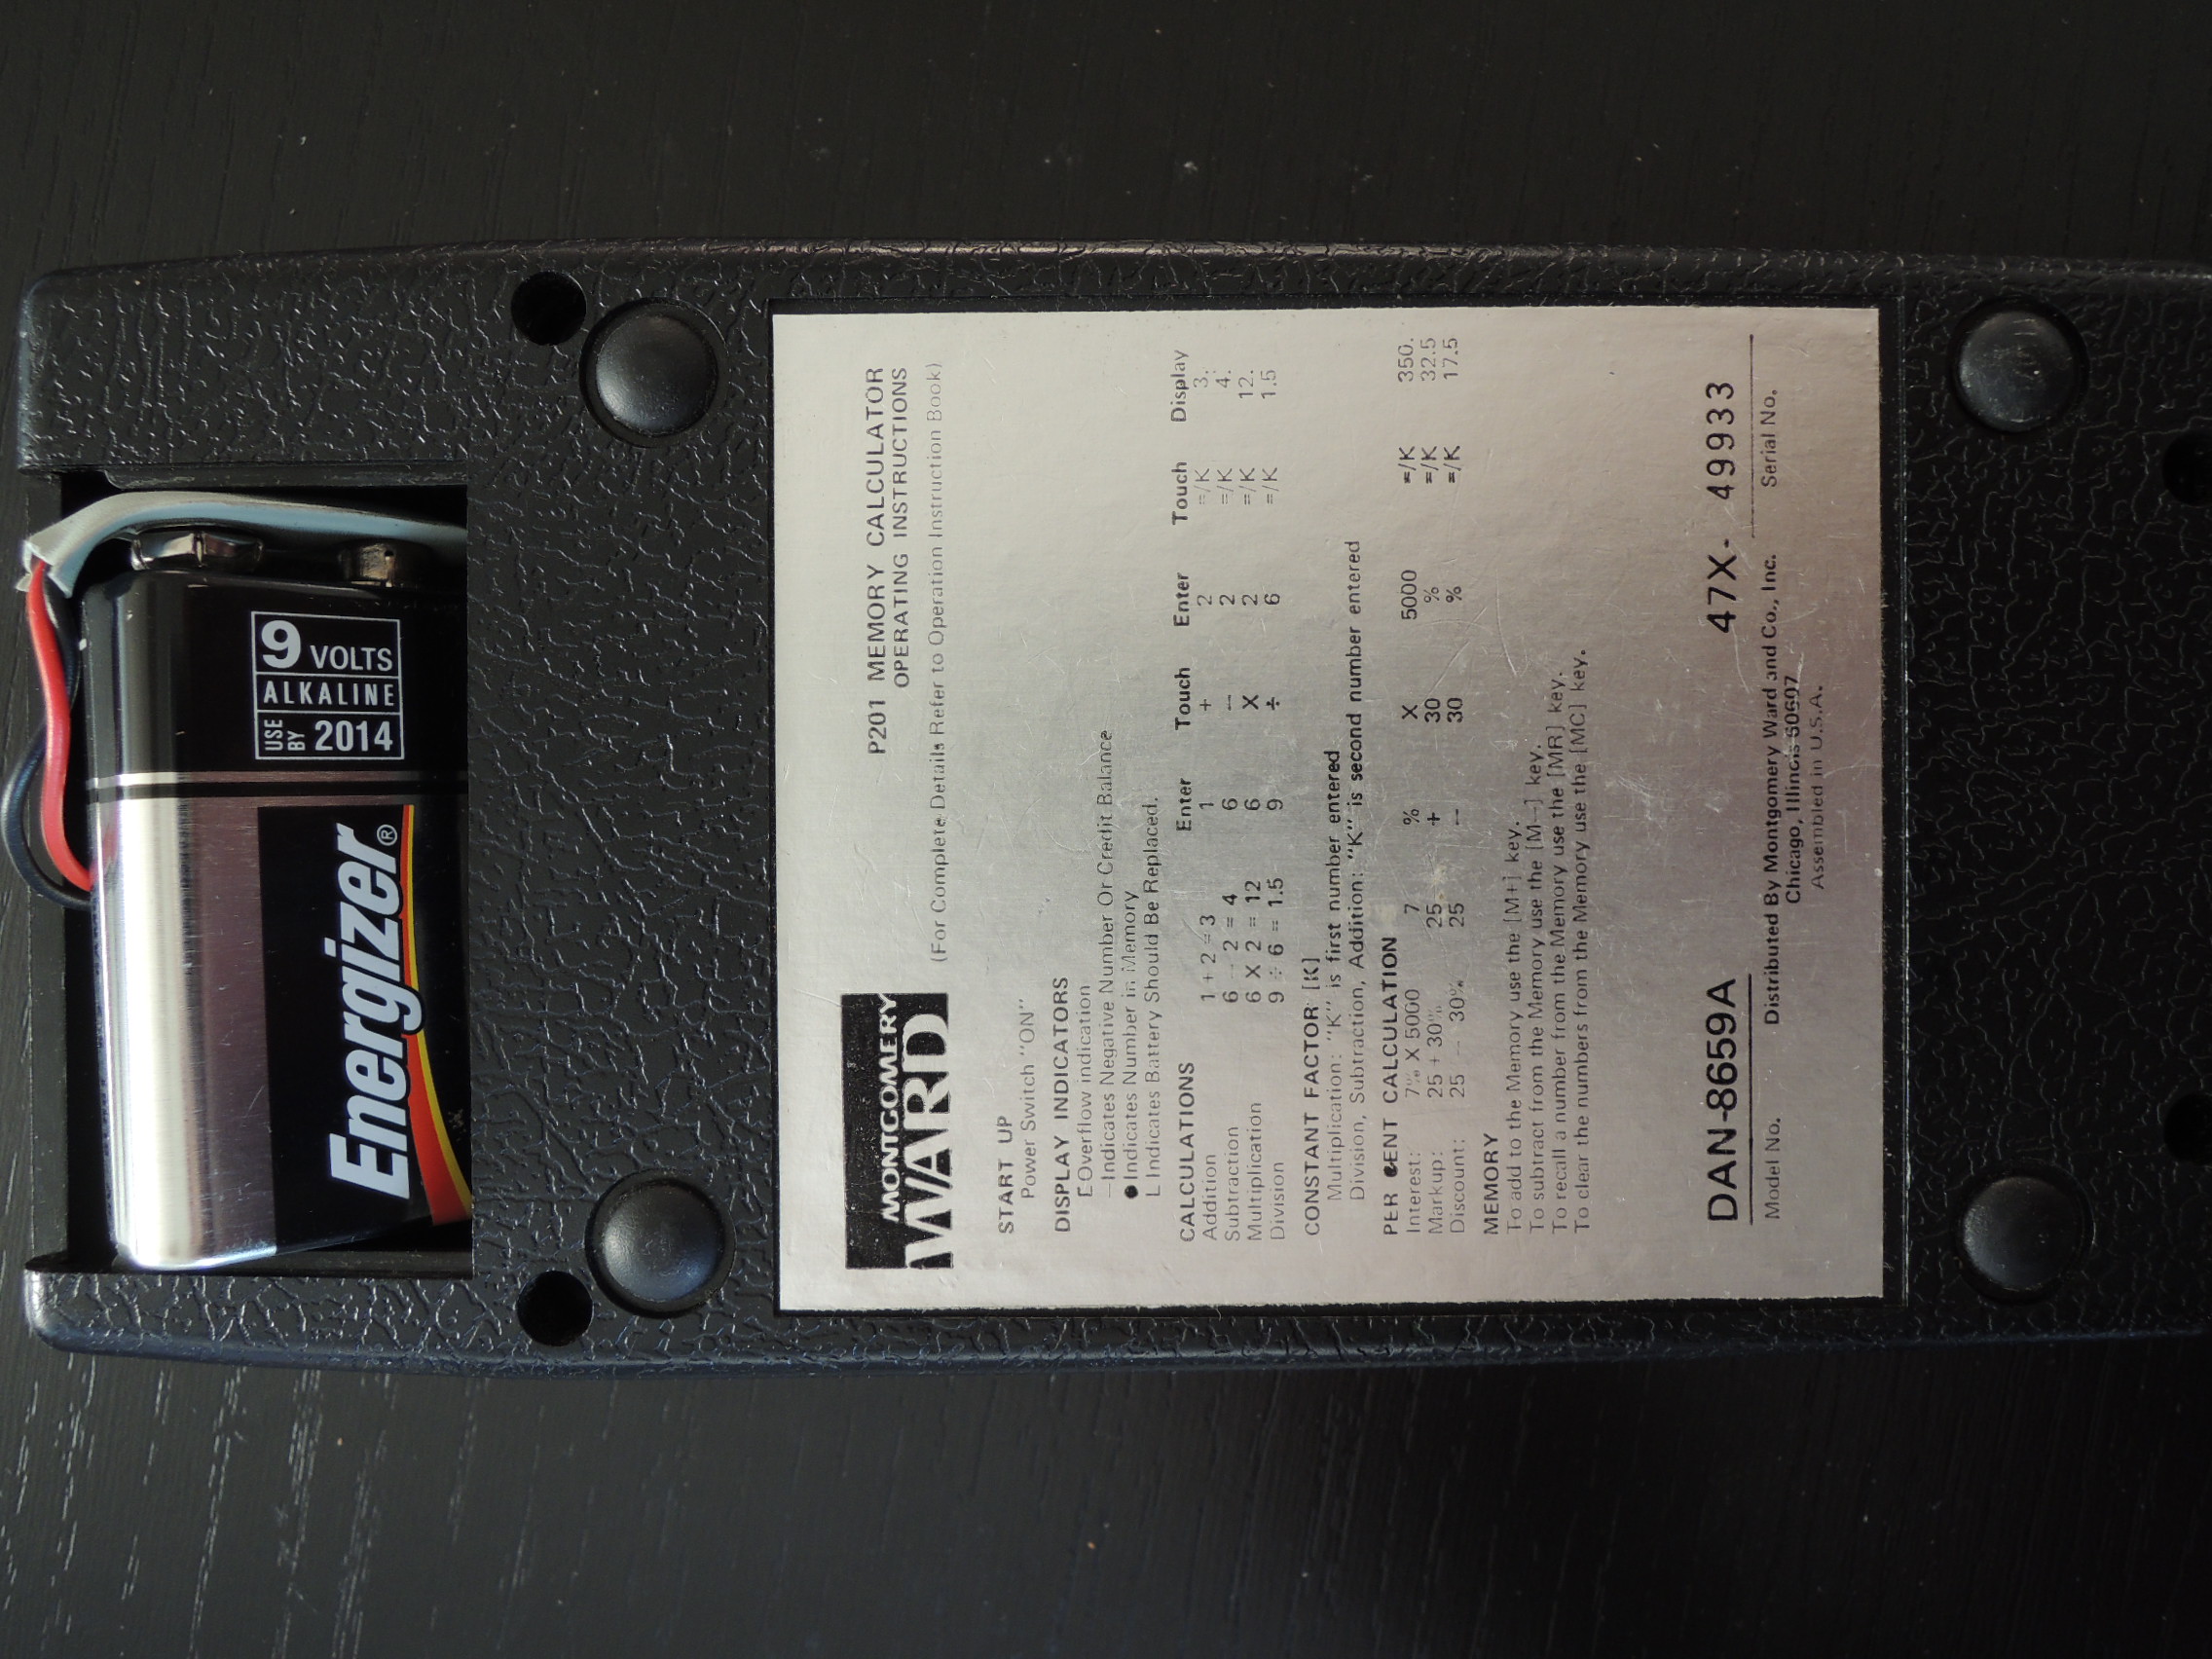 MONTGOMERY
WARD
P201 MEMORY CALCULATOR
OPERATING INSTRUCTIONS
(For Complete Details Refer to Operation Instruction Book)
START UP
Power Switch "ON"
DISPLAY INDICATORS
E Overflow indication
— Indicates Negative Number Or Credit Balance
● Indicates Number in Memory
L Indicates Battery Should Be Replaced.
CALCULATIONS Enter Touch Enter Touch Display
Addition 1 + 2 = 3 1 + 2 =/K 3.
Subtraction 6 - 2 = 4 6 — 2 =/K 4.
Multiplication 6 X 2 = 12 6 X 2 =/K 12.
Division 9 ÷ 6 = 1.5 9 ÷ 6 =/K 1.5
CONSTANT FACTOR [K]
Multiplication: "K" is first number entered
Division, Subtraction, Addition: "K" is second number entered
PER CENT CALCULATION
Interest: 7% X 5000 7 % X 5000 =/K 350.
Markup: 25 + 30% 25 + 30 % =/K 32.5
Discount: 25 — 30% 25 — 30 % =/K 17.5
MEMORY
To add to the Memory use the [M+] key.
To subtract from the Memory use the [M—] key.
To recall a number from the Memory use the [MR] key.
To clear the numbers from the Memory use the [MC] key.
DAN-8659A 47X- 49933
Model No. Distributed By Montgomery Ward and Co., Inc. Serial No.
Chicago, Illinois 60607
Assembled in U.S.A.
Energizer®
9 VOLTS
ALKALINE
USE BY 2014